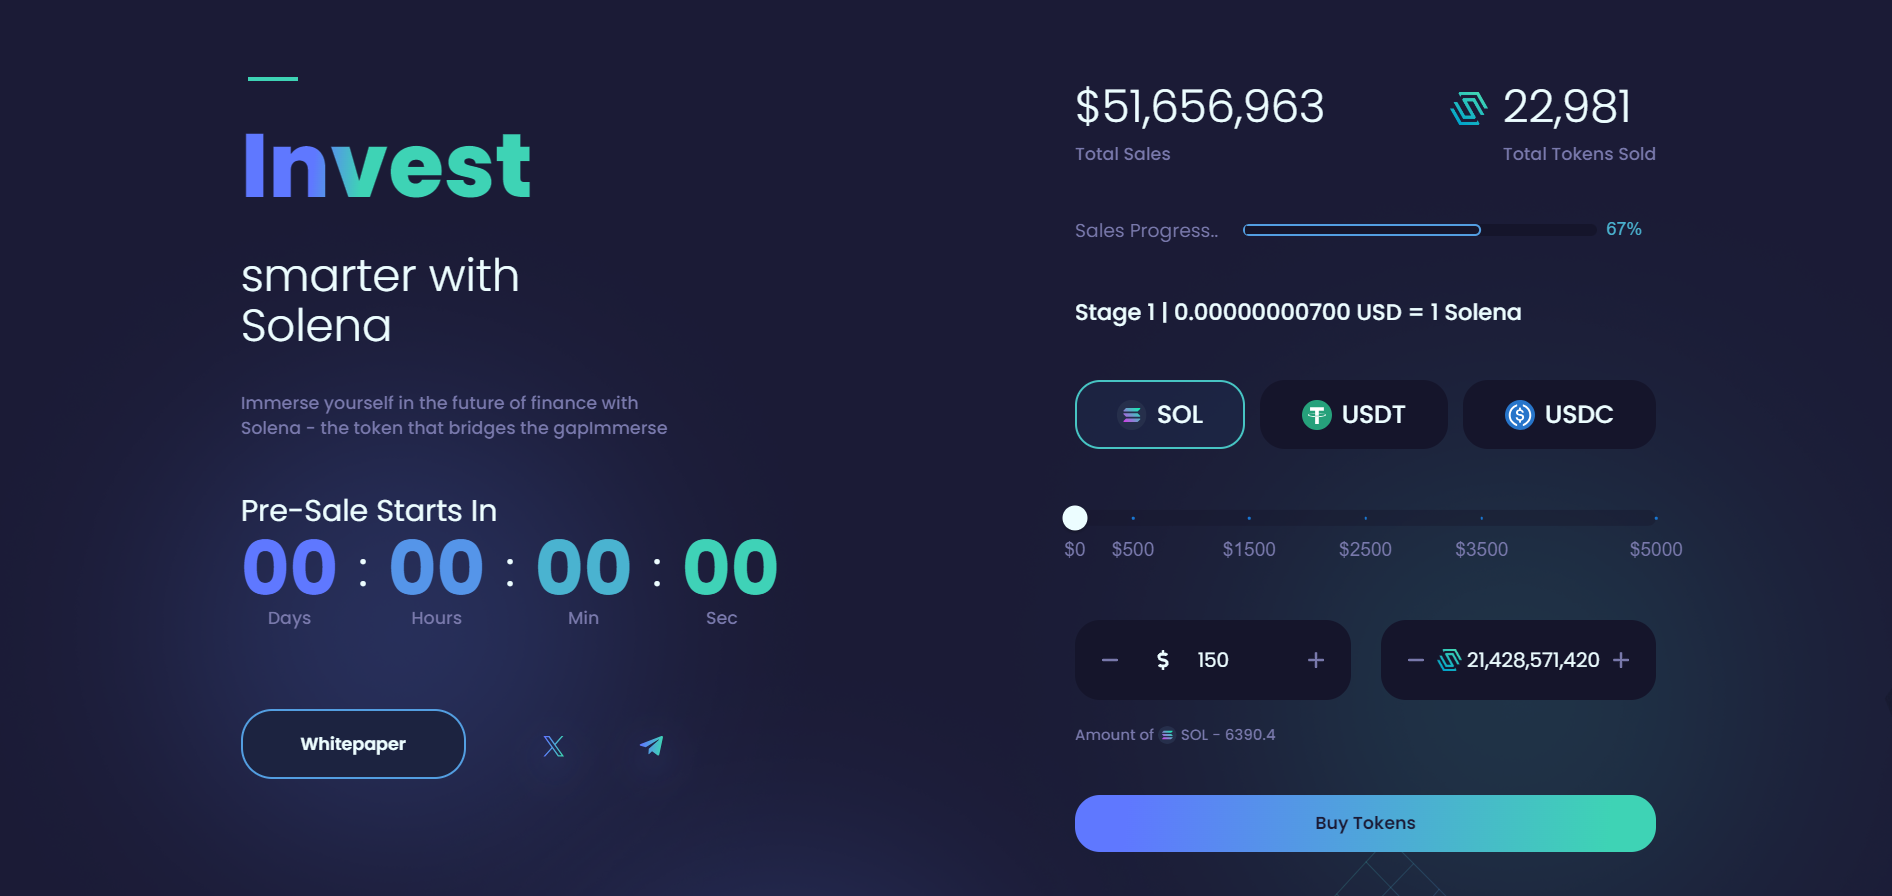 Invest
smarter with
Solena
Immerse yourself in the future of finance with
Solena - the token that bridges the gapImmerse
Pre-Sale Starts In
00 : 00 : 00 : 00
Days Hours Min Sec
Whitepaper
$51,656,963 22,981
Total Sales Total Tokens Sold
Sales Progress.. 67%
Stage 1 | 0.00000000700 USD = 1 Solena
SOL USDT USDC
$0 $500 $1500 $2500 $3500 $5000
− $ 150 + − 21,428,571,420 +
Amount of SOL - 6390.4
Buy Tokens